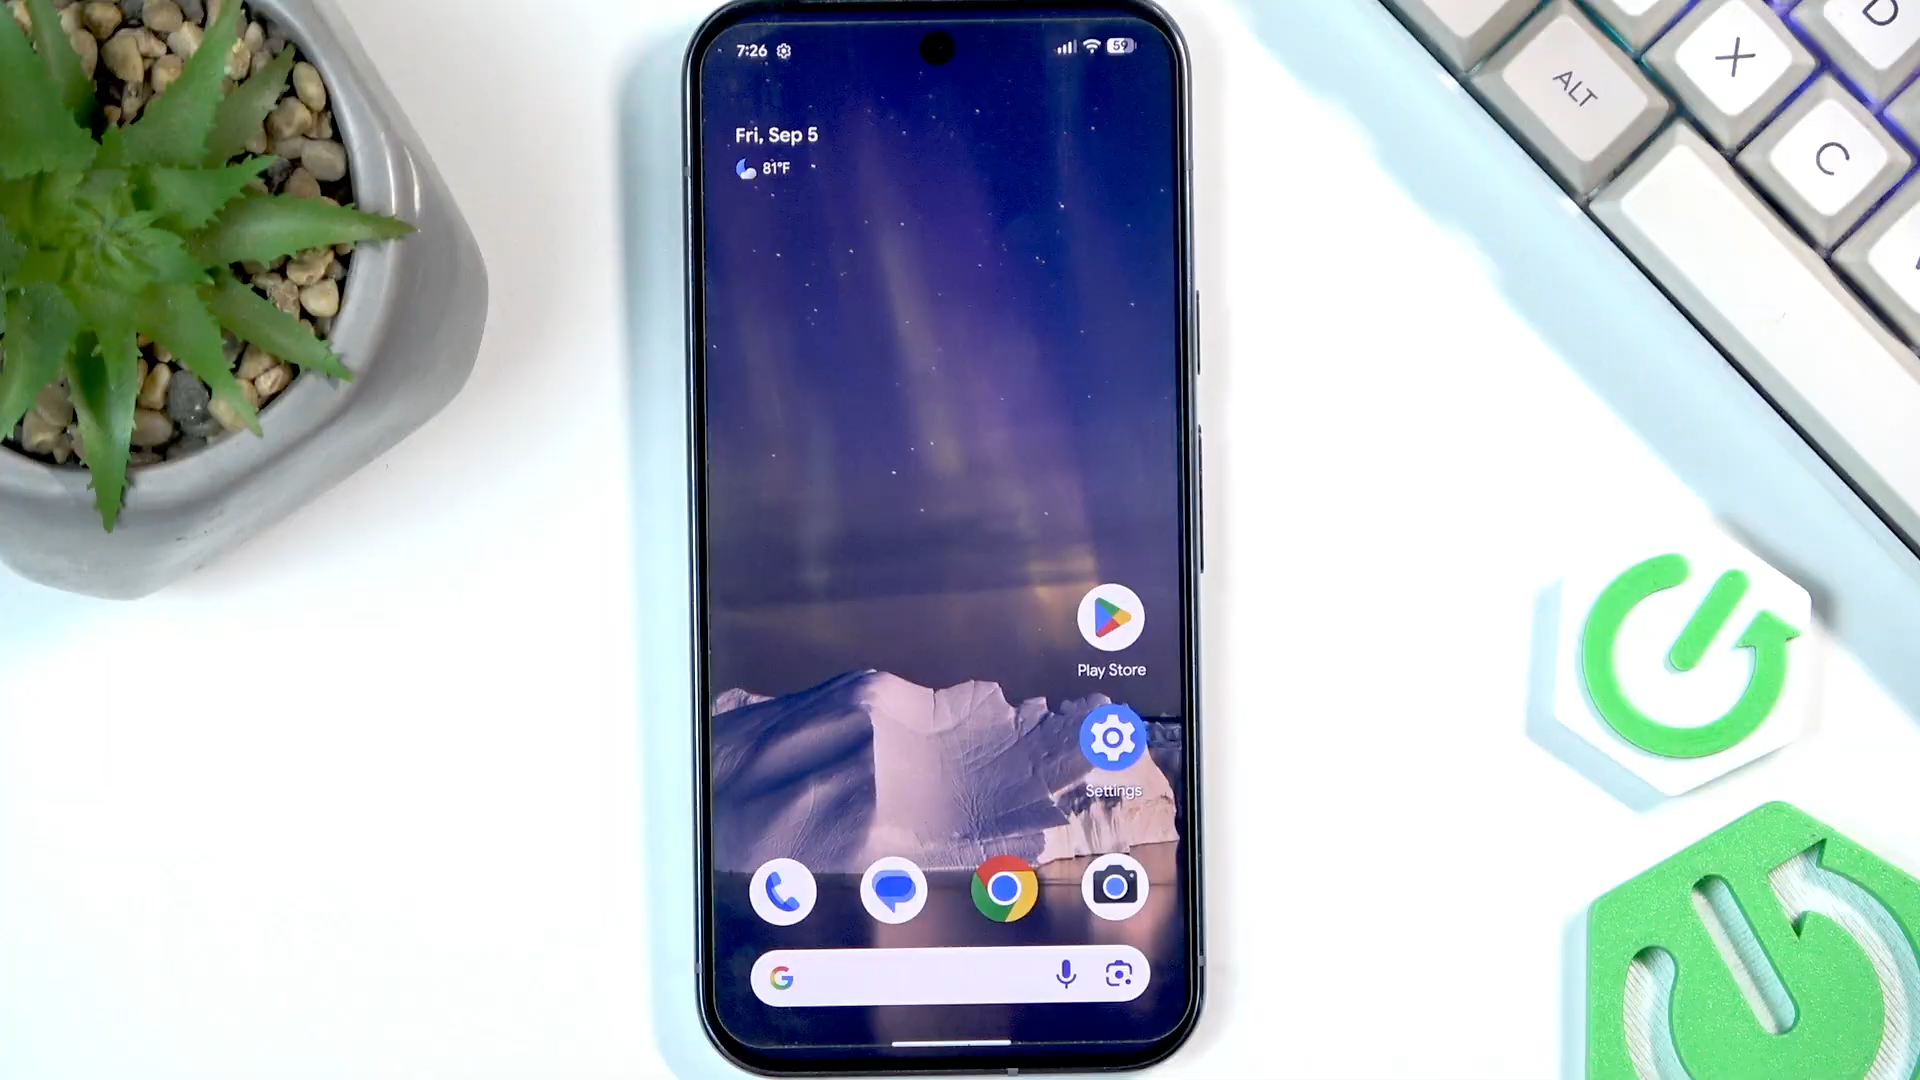 7:26
59
Fri, Sep 5
81°F
Play Store
Settings
G
ALT
X
D
C